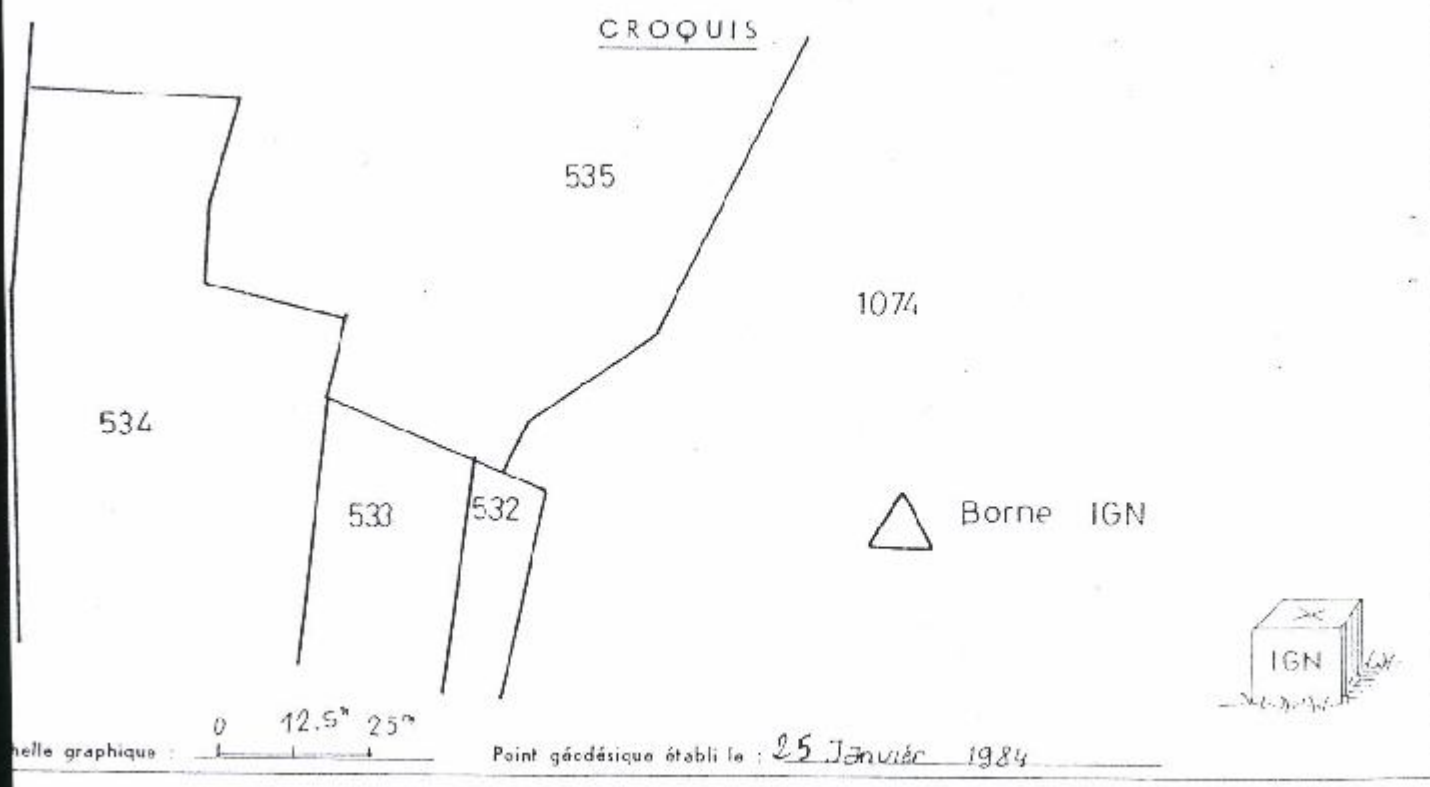 CROQUIS
535
1074
534
533
532
Borne IGN
IGN
0 12.5m 25m
helle graphique :
Point géodésique établi le : 25 Janvier 1984